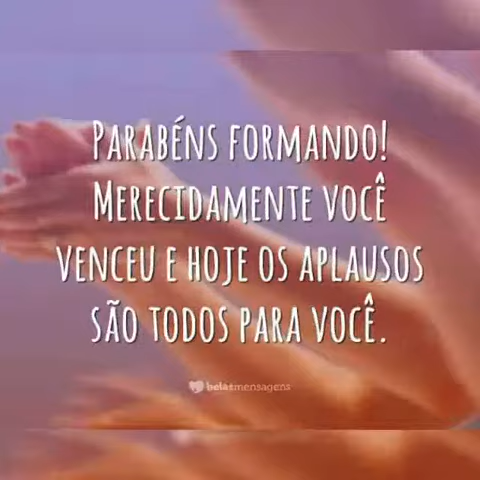 Parabéns formando!
Merecidamente você
venceu e hoje os aplausos
são todos para você.
belasmensagens